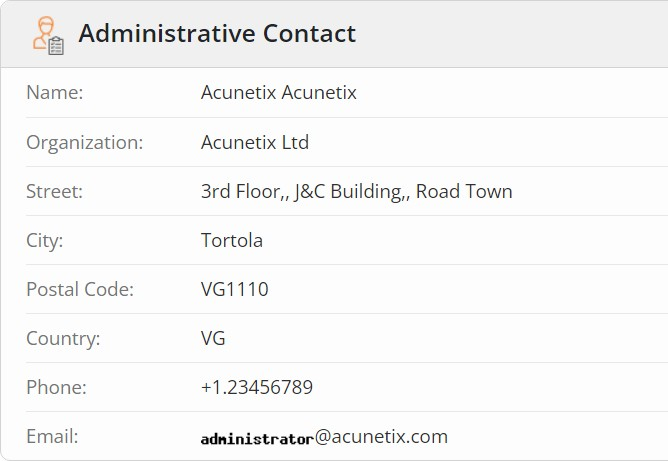 Administrative Contact
Name: Acunetix Acunetix
Organization: Acunetix Ltd
Street: 3rd Floor,, J&C Building,, Road Town
City: Tortola
Postal Code: VG1110
Country: VG
Phone: +1.23456789
Email: administrator@acunetix.com